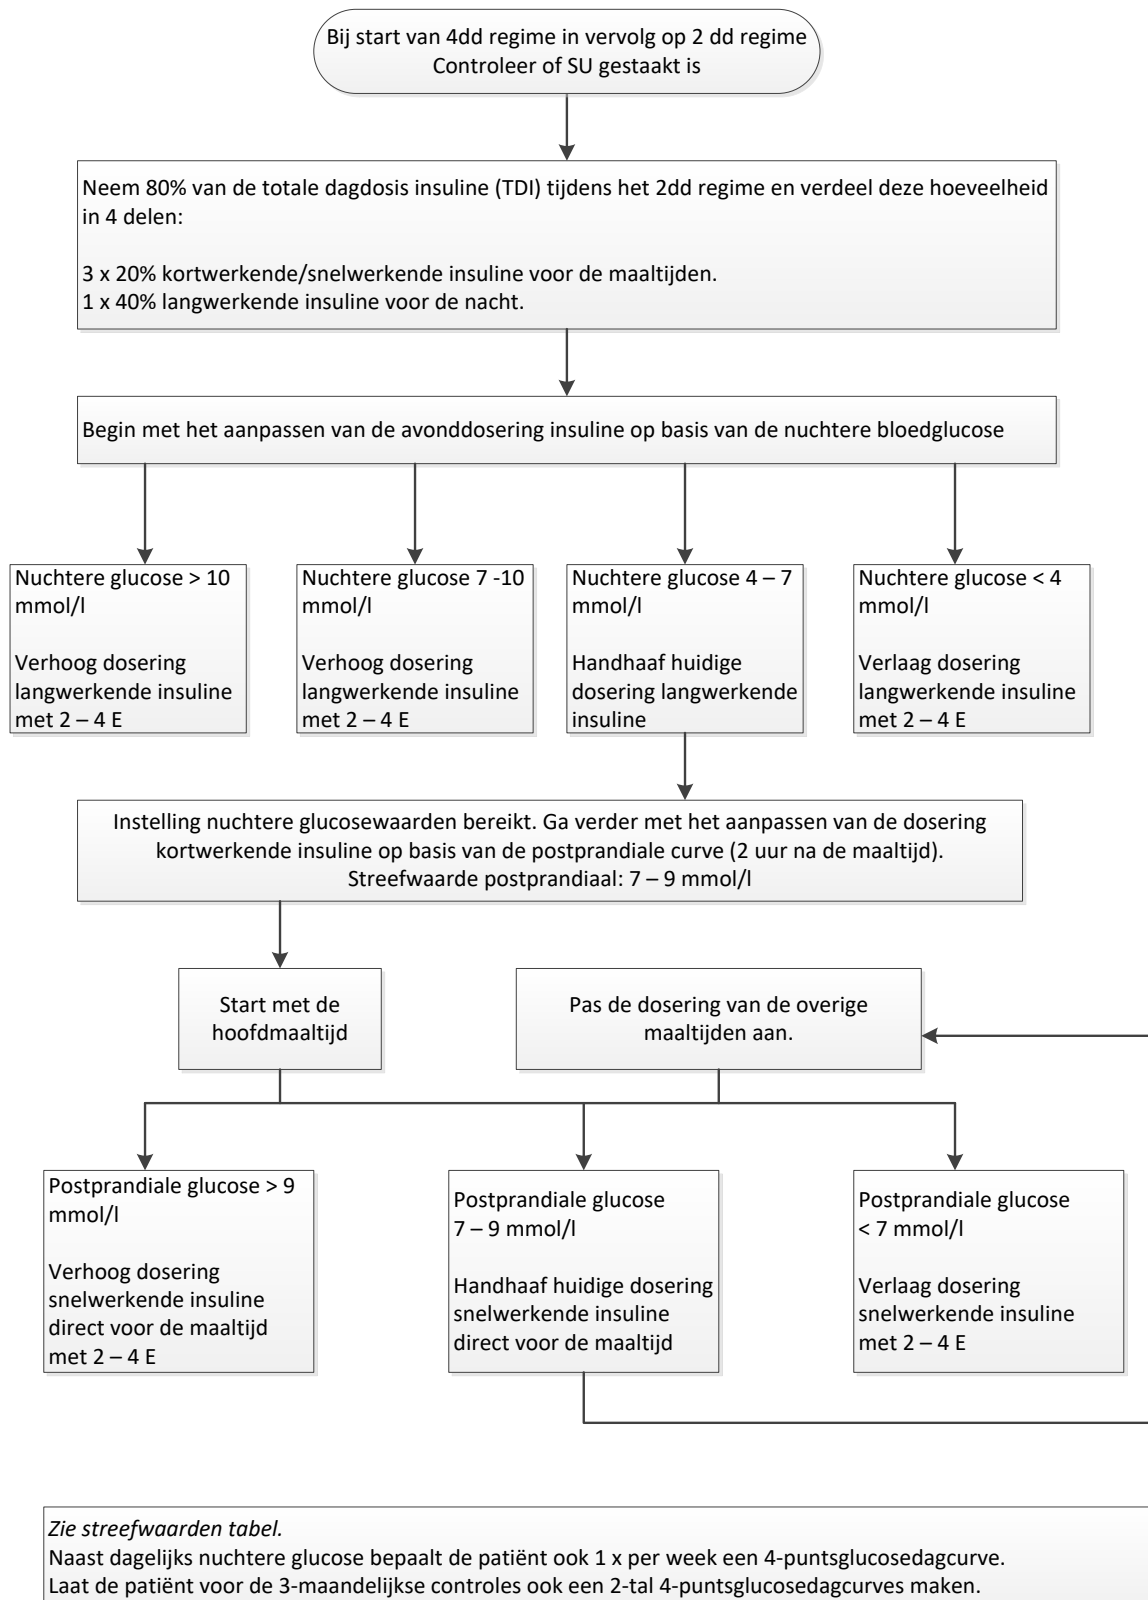 Bij start van 4dd regime in vervolg op 2 dd regime
Controleer of SU gestaakt is
Neem 80% van de totale dagdosis insuline (TDI) tijdens het 2dd regime en verdeel deze hoeveelheid
in 4 delen:
3 x 20% kortwerkende/snelwerkende insuline voor de maaltijden.
1 x 40% langwerkende insuline voor de nacht.
Begin met het aanpassen van de avonddosering insuline op basis van de nuchtere bloedglucose
Nuchtere glucose > 10
mmol/l
Verhoog dosering
langwerkende insuline
met 2 – 4 E
Nuchtere glucose 7 -10
mmol/l
Verhoog dosering
langwerkende insuline
met 2 – 4 E
Nuchtere glucose 4 – 7
mmol/l
Handhaaf huidige
dosering langwerkende
insuline
Nuchtere glucose < 4
mmol/l
Verlaag dosering
langwerkende insuline
met 2 – 4 E
Instelling nuchtere glucosewaarden bereikt. Ga verder met het aanpassen van de dosering
kortwerkende insuline op basis van de postprandiale curve (2 uur na de maaltijd).
Streefwaarde postprandiaal: 7 – 9 mmol/l
Start met de
hoofdmaaltijd
Pas de dosering van de overige
maaltijden aan.
Postprandiale glucose > 9
mmol/l
Verhoog dosering
snelwerkende insuline
direct voor de maaltijd
met 2 – 4 E
Postprandiale glucose
7 – 9 mmol/l
Handhaaf huidige dosering
snelwerkende insuline
direct voor de maaltijd
Postprandiale glucose
< 7 mmol/l
Verlaag dosering
snelwerkende insuline
met 2 – 4 E
Zie streefwaarden tabel.
Naast dagelijks nuchtere glucose bepaalt de patiënt ook 1 x per week een 4-puntsglucosedagcurve.
Laat de patiënt voor de 3-maandelijkse controles ook een 2-tal 4-puntsglucosedagcurves maken.